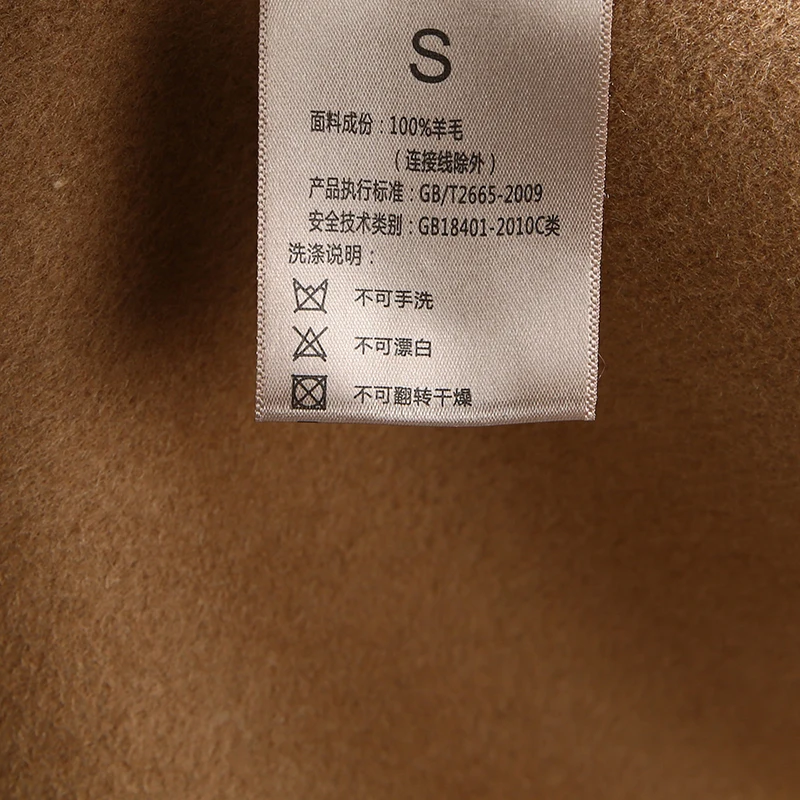 S
面料成份：100%羊毛
（连接线除外）
产品执行标准：GB/T2665-2009
安全技术类别：GB18401-2010C类
洗涤说明：
不可手洗
不可漂白
不可翻转干燥